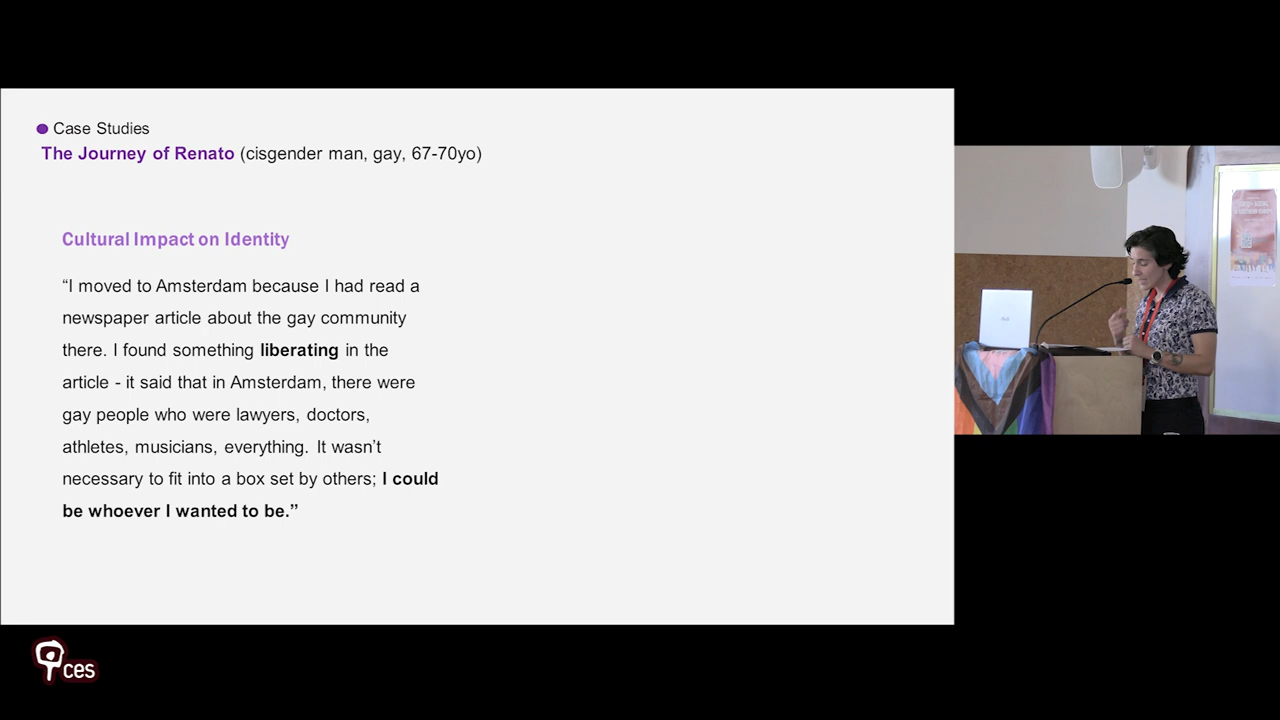 Case Studies
The Journey of Renato (cisgender man, gay, 67-70yo)
Cultural Impact on Identity
“I moved to Amsterdam because I had read a
newspaper article about the gay community
there. I found something liberating in the
article - it said that in Amsterdam, there were
gay people who were lawyers, doctors,
athletes, musicians, everything. It wasn’t
necessary to fit into a box set by others; I could
be whoever I wanted to be.”
ces